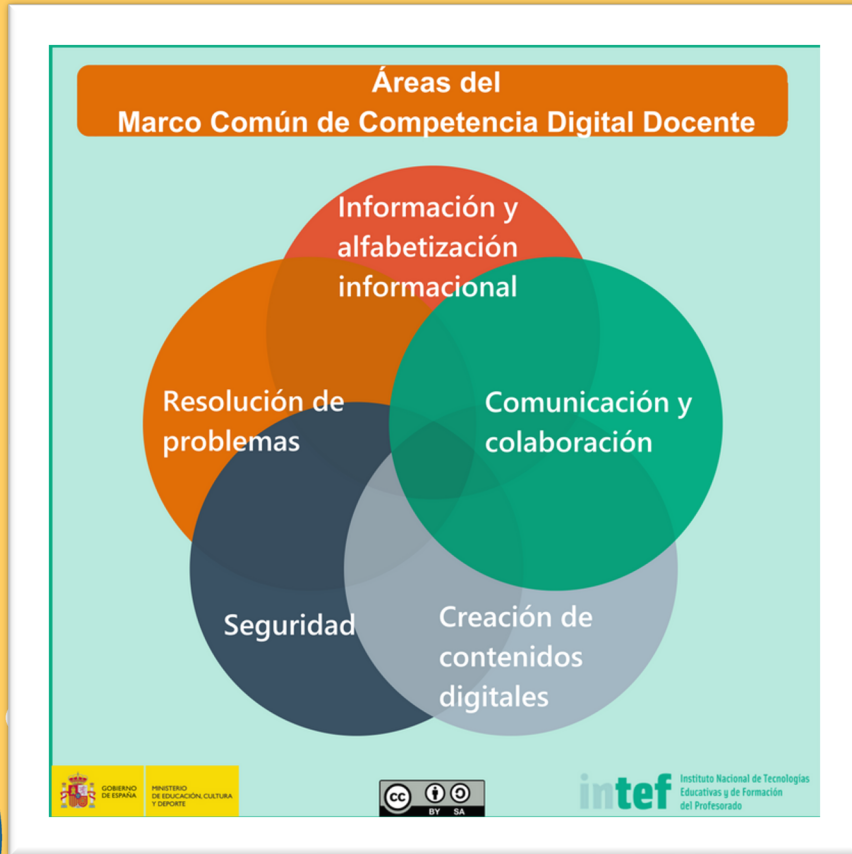 Áreas del
Marco Común de Competencia Digital Docente
Información y
alfabetización
informacional
Resolución de
problemas
Comunicación y
colaboración
Seguridad
Creación de
contenidos
digitales
GOBIERNO
DE ESPAÑA
MINISTERIO
DE EDUCACIÓN, CULTURA
Y DEPORTE
cc
BY SA
intef
Instituto Nacional de Tecnologías
Educativas y de Formación
del Profesorado